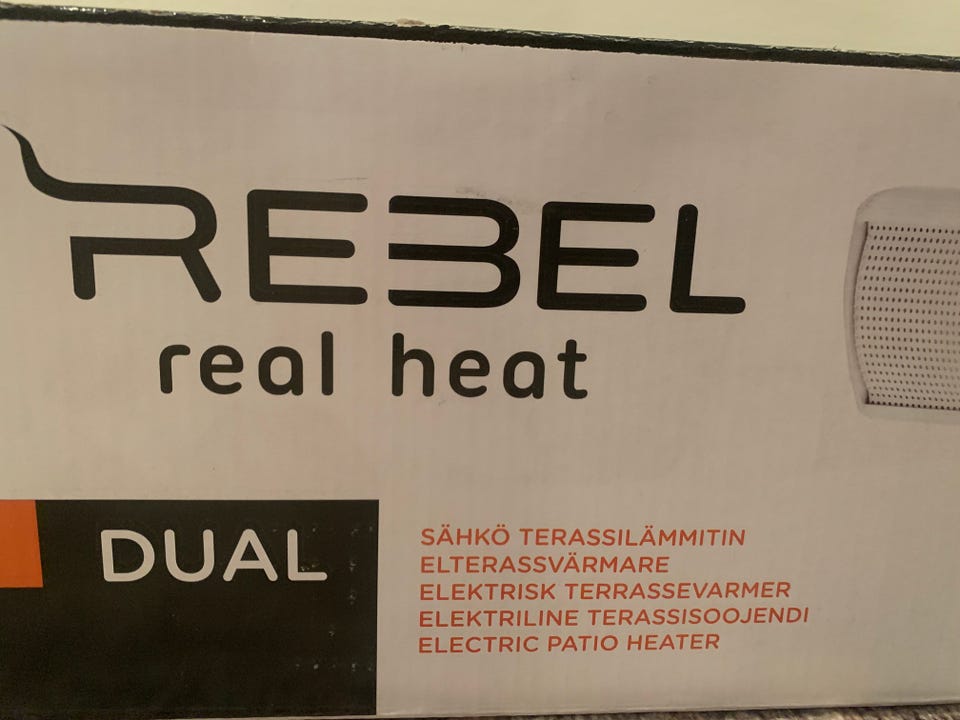 REBEL
real heat
DUAL
SÄHKÖ TERASSILÄMMITIN
ELTERASSVÄRMARE
ELEKTRISK TERRASSEVARMER
ELEKTRILINE TERASSISOOJENDI
ELECTRIC PATIO HEATER